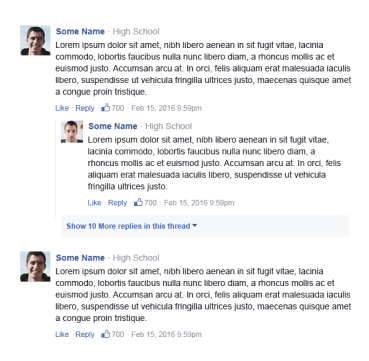 Some Name · High School
Lorem ipsum dolor sit amet, nibh libero aenean in sit fugit vitae, lacinia
commodo, lobortis faucibus nulla nunc libero diam, a rhoncus mollis ac et
euismod justo. Accumsan arcu at. In orci, felis aliquam erat malesuada iaculis
libero, suspendisse ut vehicula fringilla ultrices justo, maecenas quisque amet
a congue proin tristique.
Like Reply 700 · Feb 15, 2016 9:59pm
Some Name · High School
Lorem ipsum dolor sit amet, nibh libero aenean in sit fugit vitae,
lacinia commodo, lobortis faucibus nulla nunc libero diam, a
rhoncus mollis ac et euismod justo. Accumsan arcu at. In orci, felis
aliquam erat malesuada iaculis libero, suspendisse ut vehicula
fringilla ultrices justo.
Like Reply 700 · Feb 15, 2016 9:59pm
Show 10 More replies in this thread
Some Name · High School
Lorem ipsum dolor sit amet, nibh libero aenean in sit fugit vitae, lacinia
commodo, lobortis faucibus nulla nunc libero diam, a rhoncus mollis ac et
euismod justo. Accumsan arcu at. In orci, felis aliquam erat malesuada iaculis
libero, suspendisse ut vehicula fringilla ultrices justo, maecenas quisque amet
a congue proin tristique.
Like Reply 700 · Feb 15, 2016 9:59pm